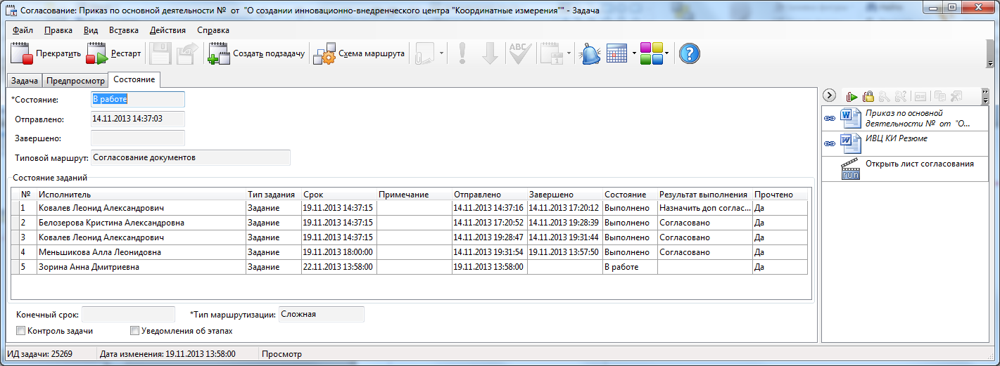 Согласование: Приказ по основной деятельности № от "О создании инновационно-внедренческого центра "Координатные измерения"" - Задача
Файл Правка Вид Вставка Действия Справка
Прекратить Рестарт Создать подзадачу Схема маршрута ABC 1 ?
Задача Предпросмотр Состояние
*Состояние: В работе
Отправлено: 14.11.2013 14:37:03
Завершено:
Типовой маршрут: Согласование документов
Состояние заданий
№ Исполнитель Тип задания Срок Примечание Отправлено Завершено Состояние Результат выполнения Прочтено
1 Ковалев Леонид Александрович Задание 19.11.2013 14:37:15 14.11.2013 14:37:16 14.11.2013 17:20:12 Выполнено Назначить доп соглас... Да
2 Белозерова Кристина Александровна Задание 19.11.2013 14:37:15 14.11.2013 17:20:52 14.11.2013 19:28:39 Выполнено Согласовано Да
3 Ковалев Леонид Александрович Задание 19.11.2013 14:37:15 14.11.2013 19:28:47 14.11.2013 19:31:44 Выполнено Согласовано Да
4 Меньшикова Алла Леонидовна Задание 19.11.2013 18:00:00 14.11.2013 19:31:54 19.11.2013 13:57:50 Выполнено Согласовано Да
5 Зорина Анна Дмитриевна Задание 22.11.2013 13:58:00 19.11.2013 13:58:00 В работе Да
Конечный срок: *Тип маршрутизации: Сложная
Контроль задачи Уведомления об этапах
ИД задачи: 25269 Дата изменения: 19.11.2013 13:58:00 Просмотр
Приказ по основной
деятельности № от "О...
ИВЦ КИ Резюме
run Открыть лист согласования